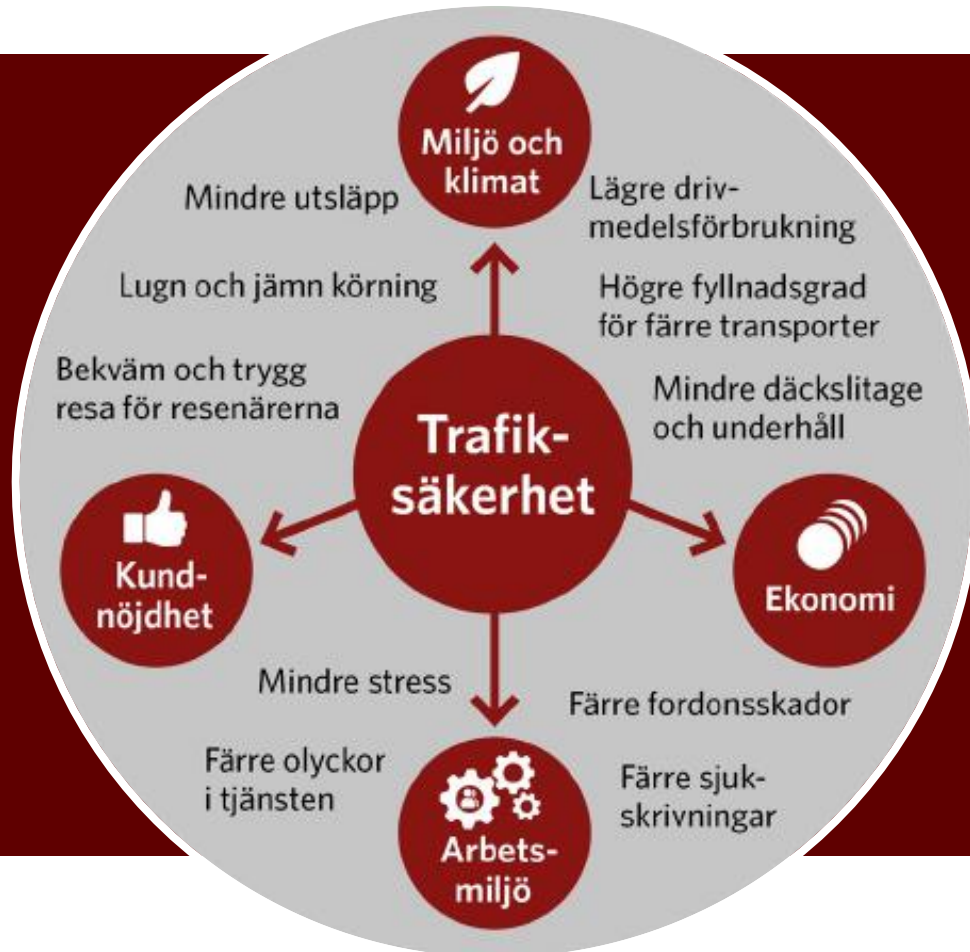 Miljö och
klimat
Mindre utsläpp
Lägre driv-
medelsförbrukning
Lugn och jämn körning
Högre fyllnadsgrad
för färre transporter
Bekväm och trygg
resa för resenärerna
Mindre däckslitage
och underhåll
Trafik-
säkerhet
Kund-
nöjdhet
Ekonomi
Mindre stress
Färre fordonsskador
Färre olyckor
i tjänsten
Färre sjuk-
skrivningar
Arbets-
miljö